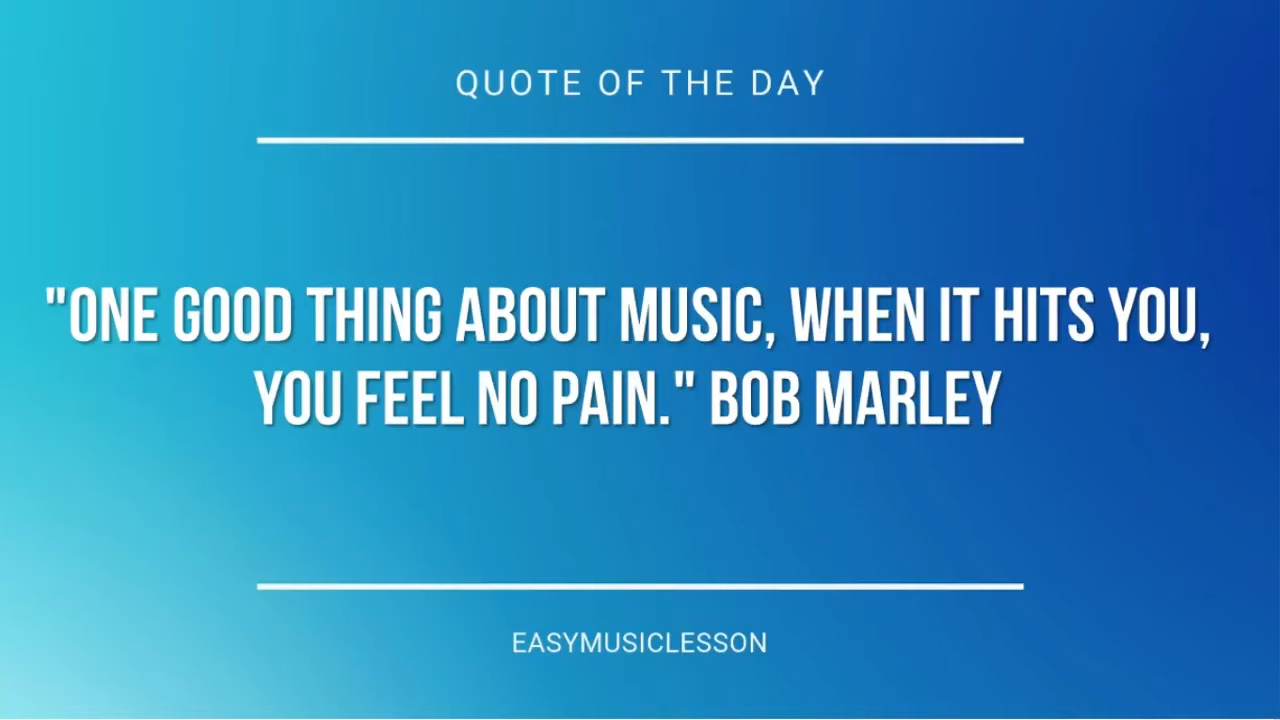 QUOTE OF THE DAY
"ONE GOOD THING ABOUT MUSIC, WHEN IT HITS YOU,
YOU FEEL NO PAIN." BOB MARLEY
EASYMUSICLESSON